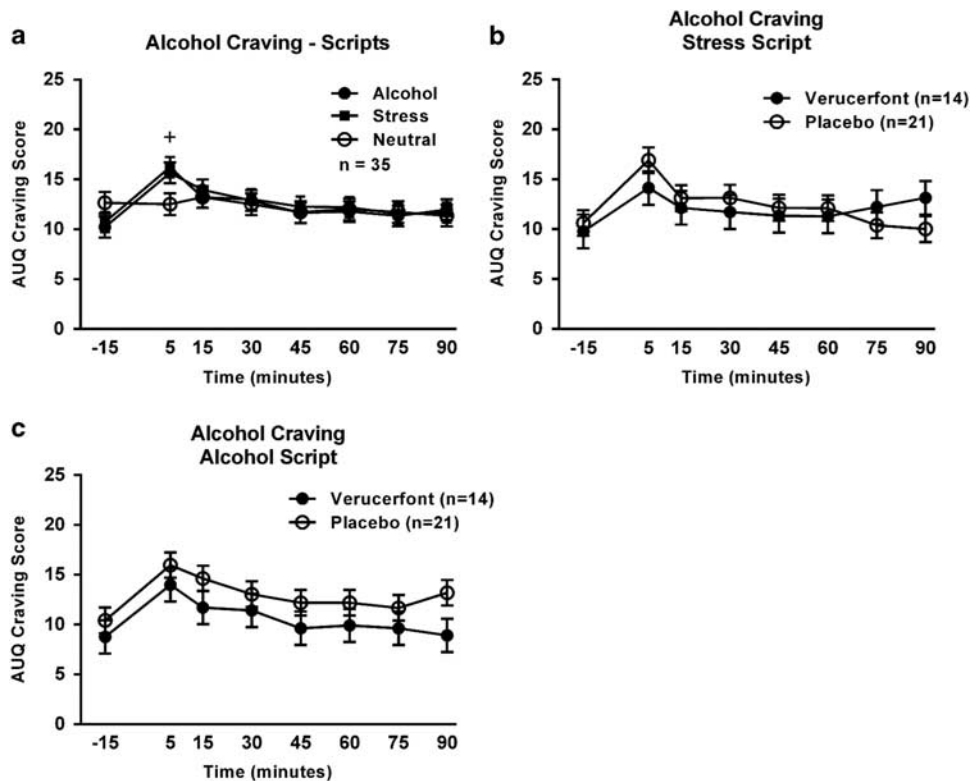 a
Alcohol Craving - Scripts
AUQ Craving Score
25
20
15
10
5
0
+
Alcohol
Stress
Neutral
n = 35
-15 5 15 30 45 60 75 90
Time (minutes)
b
Alcohol Craving
Stress Script
AUQ Craving Score
25
20
15
10
5
0
Verucerfont (n=14)
Placebo (n=21)
-15 5 15 30 45 60 75 90
Time (minutes)
c
Alcohol Craving
Alcohol Script
AUQ Craving Score
25
20
15
10
5
0
Verucerfont (n=14)
Placebo (n=21)
-15 5 15 30 45 60 75 90
Time (minutes)